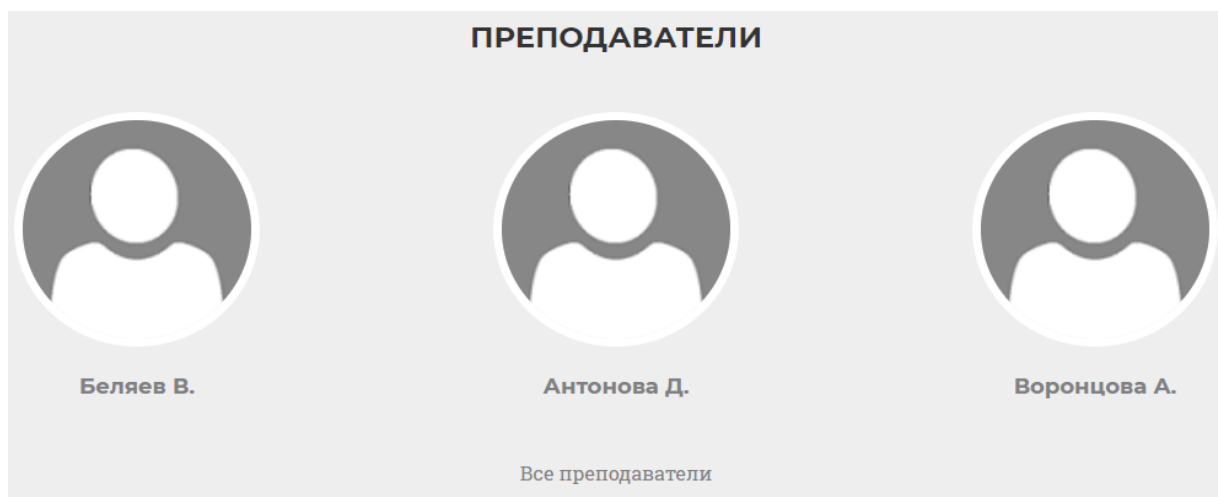 ПРЕПОДАВАТЕЛИ
Беляев В.
Антонова Д.
Воронцова А.
Все преподаватели